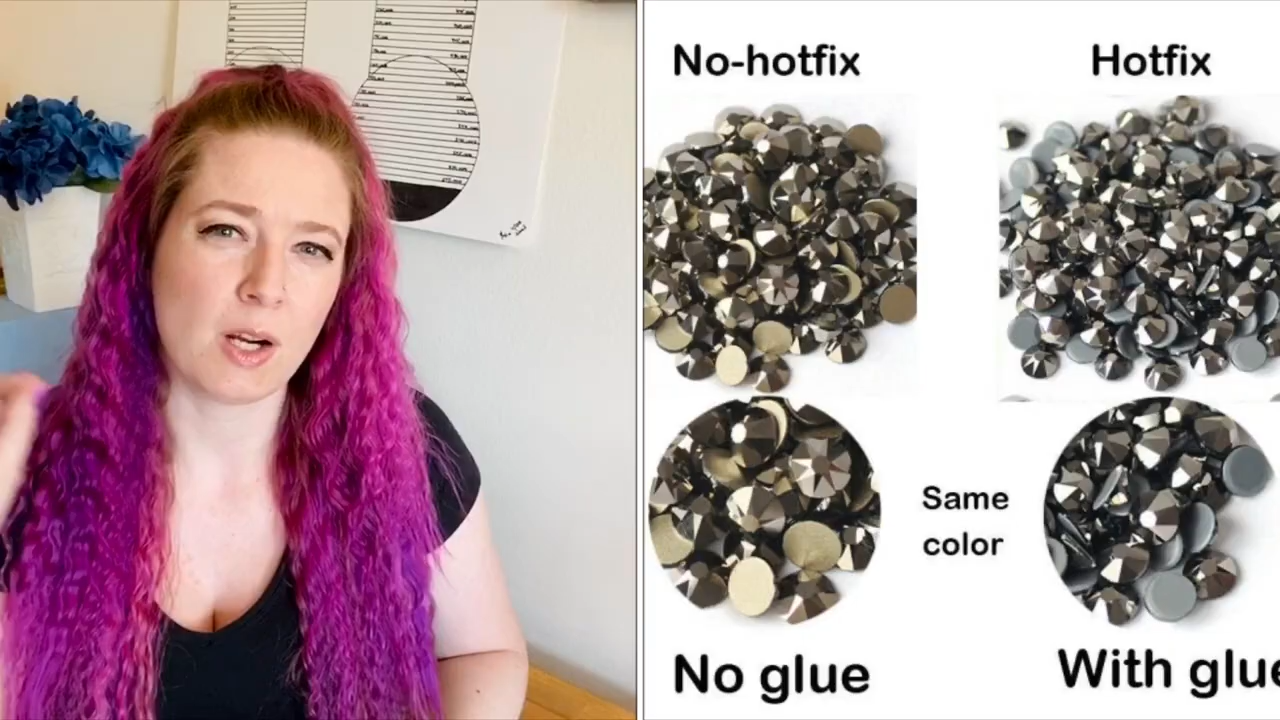 No-hotfix
Hotfix
Same
color
No glue
With glue